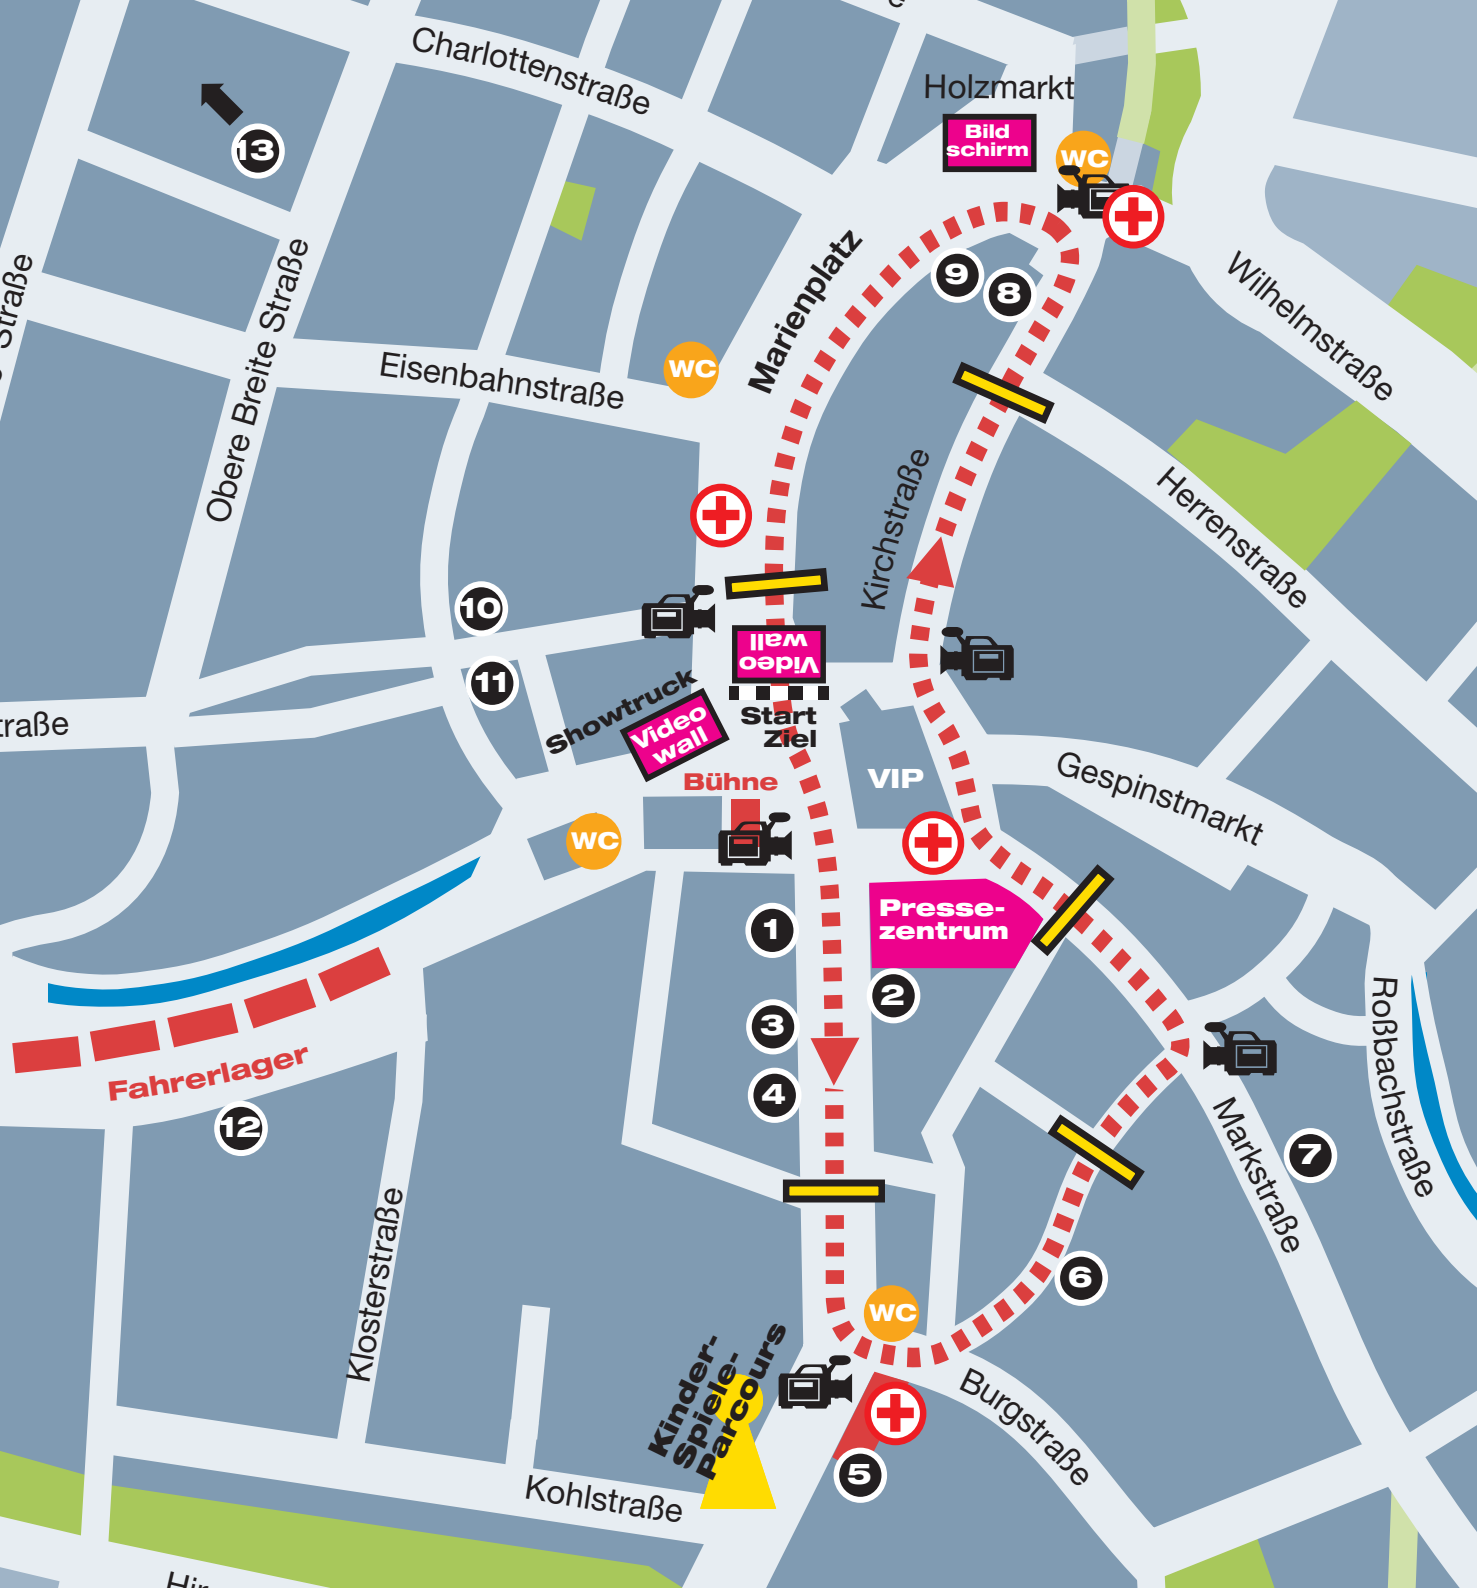 Charlottenstraße
Holzmarkt
Bild
schirm
WC
13
Straße
Obere Breite Straße
Marienplatz
9
8
Wilhelmstraße
Eisenbahnstraße
WC
Kirchstraße
Herrenstraße
10
11
Video
wall
Showtruck
Video
wall
Start
Ziel
traße
Bühne
VIP
Gespinstmarkt
WC
1
Presse-
zentrum
2
3
4
Fahrerlager
12
Roßbachstraße
Markstraße
7
Klosterstraße
6
WC
Kinder-
Spiele-
Parcours
Burgstraße
5
Kohlstraße
Hir